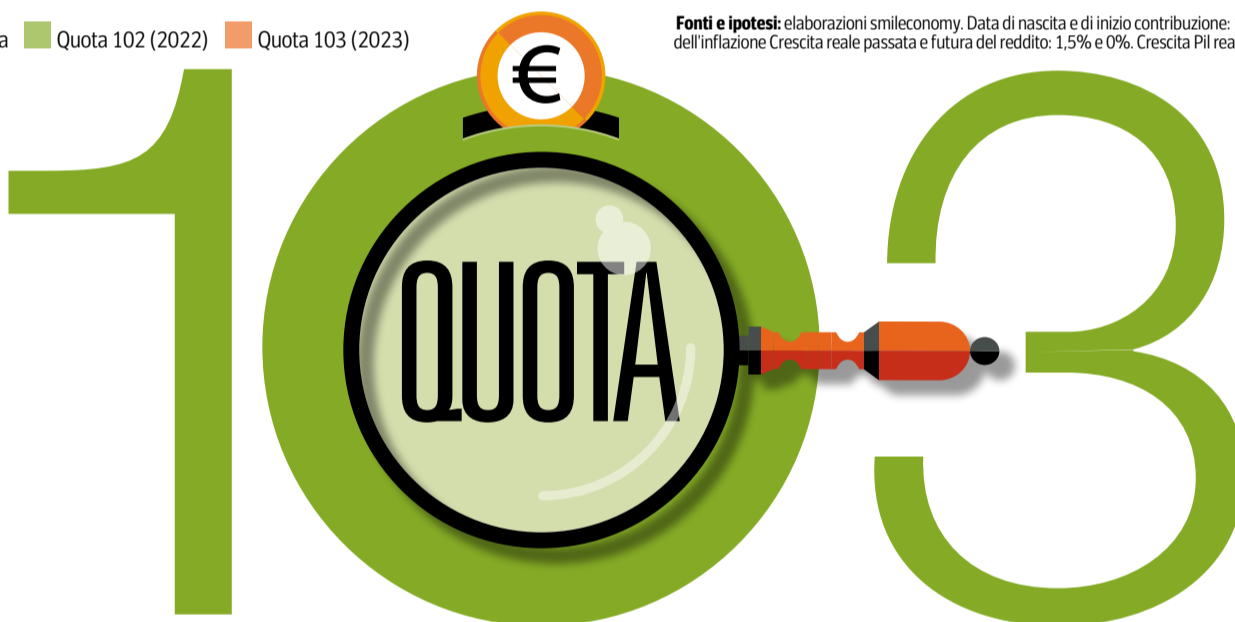 a Quota 102 (2022) Quota 103 (2023)
Fonti e ipotesi: elaborazioni smileconomy. Data di nascita e di inizio contribuzione:
dell'inflazione Crescita reale passata e futura del reddito: 1,5% e 0%. Crescita Pil rea
€
103
QUOTA